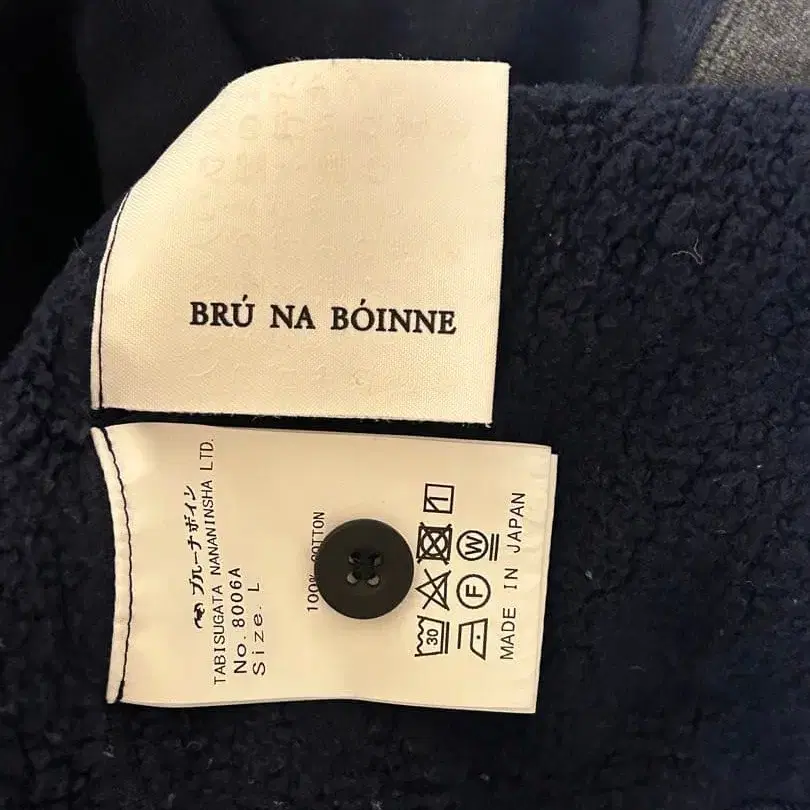 BRÚ NA BÓINNE
ブルーナボイン
TABISUGATA NANANINSHA LTD.
No.8006A
Size. L
100% COTTON
30
F
W
MADE IN JAPAN